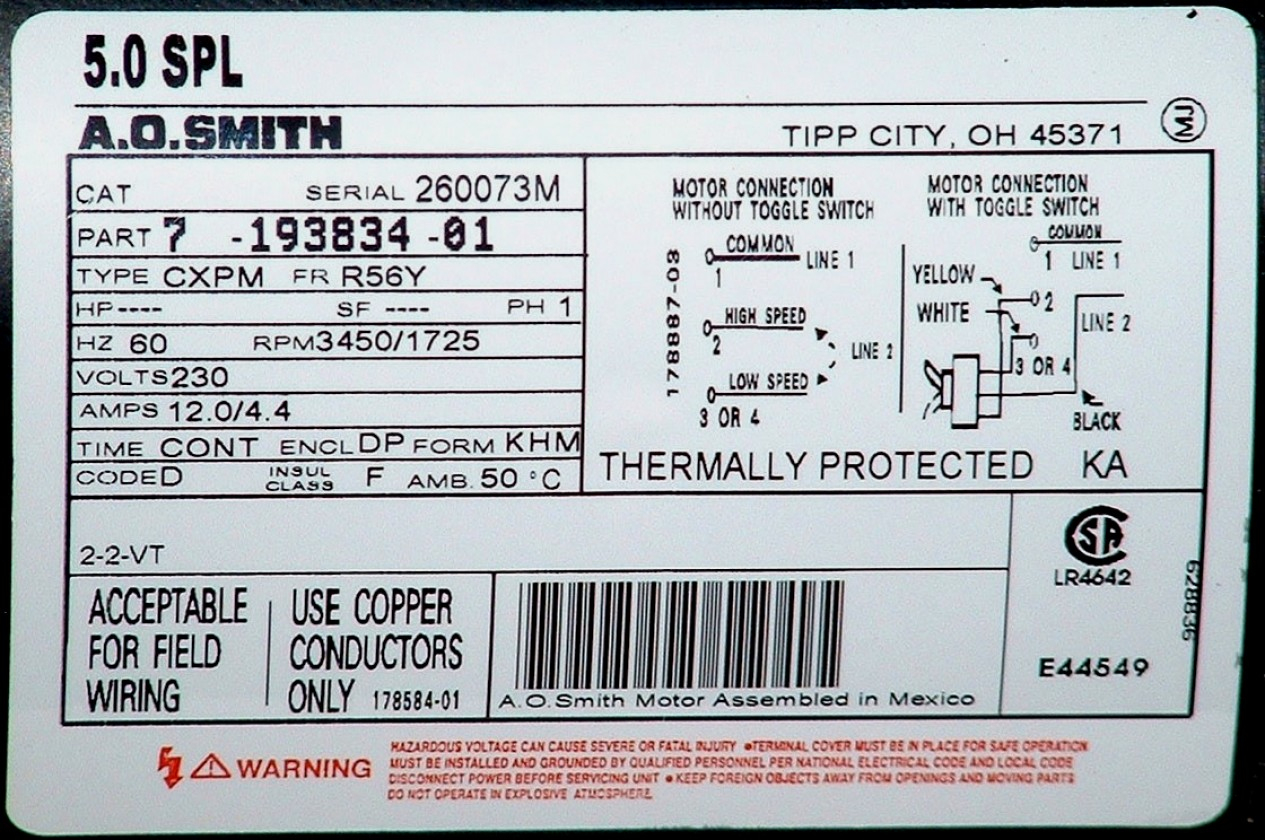 5.0 SPL
A.O.SMITH
TIPP CITY, OH 45371
MJ
CAT SERIAL 260073M
PART 7 -193834 -01
TYPE CXPM FR R56Y
HP---- SF ---- PH 1
HZ 60 RPM3450/1725
VOLTS230
AMPS 12.0/4.4
TIME CONT ENCL DP FORM KHM
CODED INSUL CLASS F AMB. 50 °C
178887-03
MOTOR CONNECTION
WITHOUT TOGGLE SWITCH
COMMON
1
LINE 1
HIGH SPEED
2
LINE 2
LOW SPEED
3 OR 4
MOTOR CONNECTION
WITH TOGGLE SWITCH
COMMON
1 LINE 1
YELLOW
2
WHITE
LINE 2
3 OR 4
BLACK
THERMALLY PROTECTED KA
2-2-VT
SA
LR4642
E44549
628836
ACCEPTABLE
FOR FIELD
WIRING
USE COPPER
CONDUCTORS
ONLY 178584-01
A.O.Smith Motor Assembled in Mexico
WARNING
HAZARDOUS VOLTAGE CAN CAUSE SEVERE OR FATAL INJURY ●TERMINAL COVER MUST BE IN PLACE FOR SAFE OPERATION
MUST BE INSTALLED AND GROUNDED BY QUALIFIED PERSONNEL PER NATIONAL ELECTRICAL CODE AND LOCAL CODE
DISCONNECT POWER BEFORE SERVICING UNIT ●KEEP FOREIGN OBJECTS AWAY FROM OPENINGS AND MOVING PARTS
DO NOT OPERATE IN EXPLOSIVE ATMOSPHERE